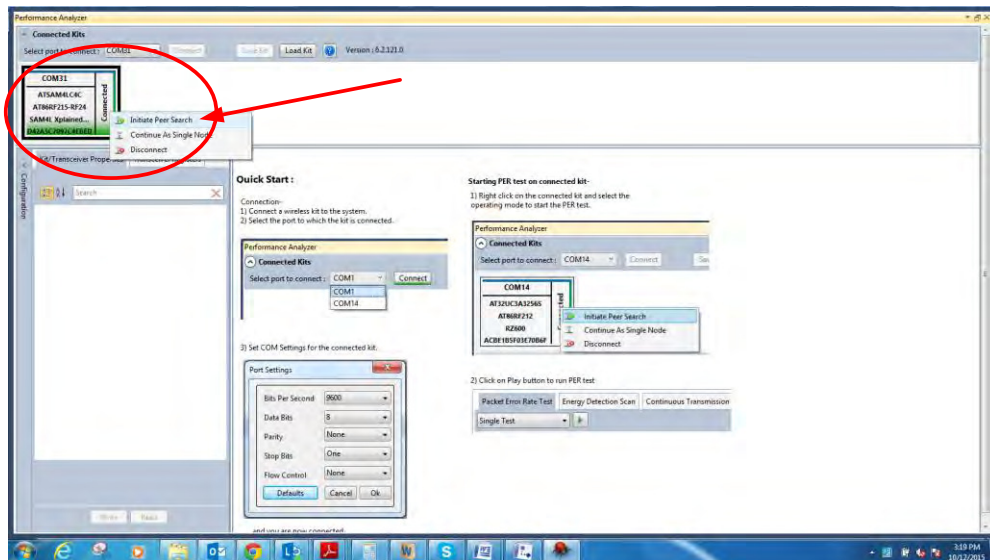 Performance Analyzer
Connected Kits
Select port to connect : COM31 Connect Save Kit Load Kit Version : 6.2.321.0
COM31
ATSAM4LC4C
AT86RF215-RF24
SAM4L Xplained...
Connected
Initiate Peer Search
Continue As Single Node
Disconnect
Kit/Transceiver Properties
Configuration
Search
Quick Start :
Connection-
1) Connect a wireless kit to the system.
2) Select the port to which the kit is connected.
Performance Analyzer
Connected Kits
Select port to connect : COM1 Connect
COM1
COM14
3) Set COM Settings for the connected kit.
Port Settings
Bits Per Second 9600
Data Bits 8
Parity None
Stop Bits One
Flow Control None
Defaults Cancel Ok
and you are now connected
Starting PER test on connected kit-
1) Right click on the connected kit and select the
operating mode to start the PER test.
Performance Analyzer
Connected Kits
Select port to connect : COM14 Connect
COM14
AT32UC3A3256S
AT86RF212
RZ600
ACBE1B5F03E70B6F
Initiate Peer Search
Continue As Single Node
Disconnect
2) Click on Play button to run PER test
Packet Error Rate Test Energy Detection Scan Continuous Transmission
Single Test
Write Read
3:19 PM
10/12/2015